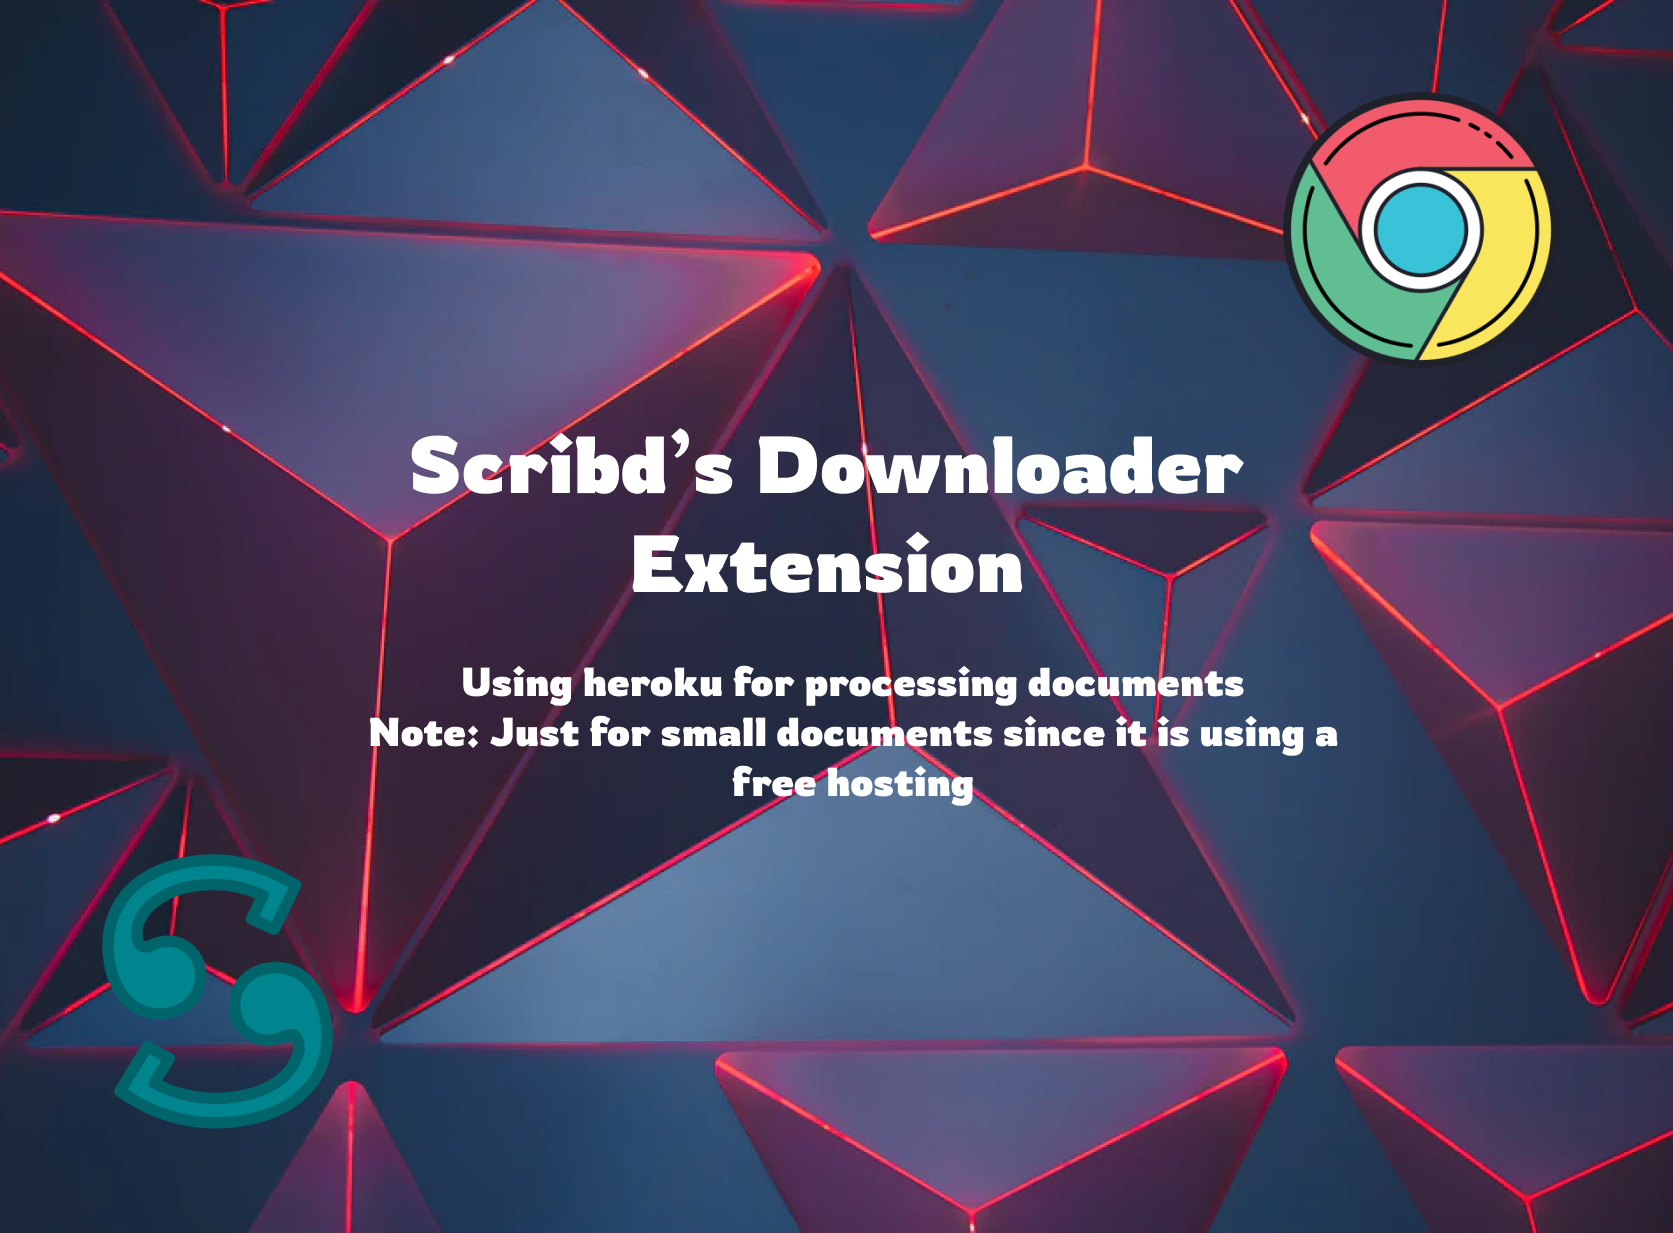 Scribd’s Downloader
Extension
Using heroku for processing documents
Note: Just for small documents since it is using a
free hosting